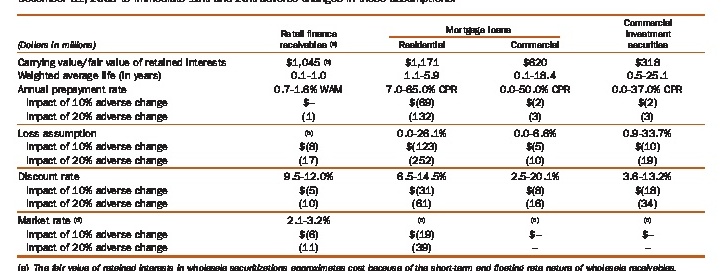 December 31, 2005 to immediate 10% and 20% adverse changes in those assumptions.
(Dollars in millions) Retail finance receivables (a) Mortgage loans Residential Commercial Commercial investment securities
Carrying value/fair value of retained interests $1,045 (b) $1,171 $620 $318
Weighted average life (in years) 0.1-1.0 1.1-5.9 0.1-18.4 0.5-25.1
Annual prepayment rate 0.7-1.6% WAM 7.0-65.0% CPR 0.0-50.0% CPR 0.0-37.0% CPR
Impact of 10% adverse change $– $(69) $(2) $(2)
Impact of 20% adverse change (1) (132) (3) (3)
Loss assumption (b) 0.0-26.1% 0.0-6.6% 0.9-33.7%
Impact of 10% adverse change $(8) $(123) $(5) $(10)
Impact of 20% adverse change (17) (252) (10) (19)
Discount rate 9.5-12.0% 6.5-14.5% 2.5-20.1% 3.6-13.2%
Impact of 10% adverse change $(5) $(31) $(8) $(18)
Impact of 20% adverse change (10) (61) (16) (34)
Market rate (d) 2.1-3.2% (c) (c) (c)
Impact of 10% adverse change $(6) $(19) $– $–
Impact of 20% adverse change (11) (39) – –
(a) The fair value of retained interests in wholesale securitizations approximates cost because of the short-term and floating rate nature of wholesale receivables.